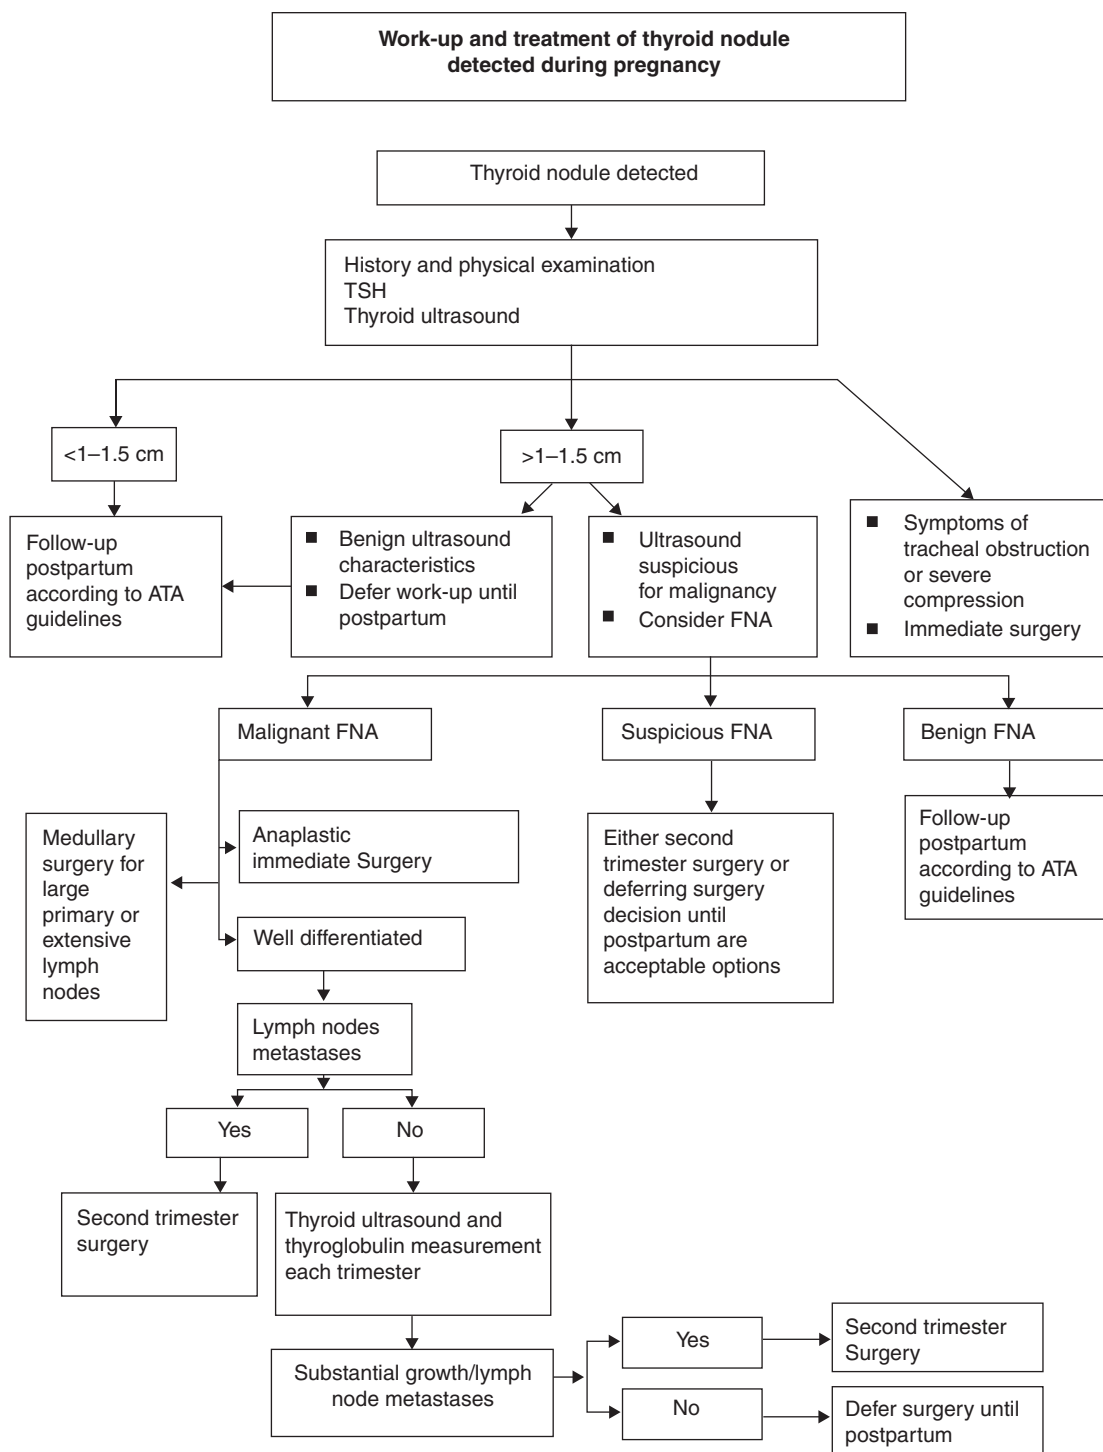 Work-up and treatment of thyroid nodule
detected during pregnancy
Thyroid nodule detected
History and physical examination
TSH
Thyroid ultrasound
<1–1.5 cm
>1–1.5 cm
Follow-up
postpartum
according to ATA
guidelines
■ Benign ultrasound
characteristics
■ Defer work-up until
postpartum
■ Ultrasound
suspicious
for malignancy
■ Consider FNA
■ Symptoms of
tracheal obstruction
or severe
compression
■ Immediate surgery
Malignant FNA
Suspicious FNA
Benign FNA
Medullary
surgery for
large
primary or
extensive
lymph
nodes
Anaplastic
immediate Surgery
Well differentiated
Either second
trimester surgery or
deferring surgery
decision until
postpartum are
acceptable options
Follow-up
postpartum
according to ATA
guidelines
Lymph nodes
metastases
Yes
No
Second trimester
surgery
Thyroid ultrasound and
thyroglobulin measurement
each trimester
Substantial growth/lymph
node metastases
Yes
Second trimester
Surgery
No
Defer surgery until
postpartum